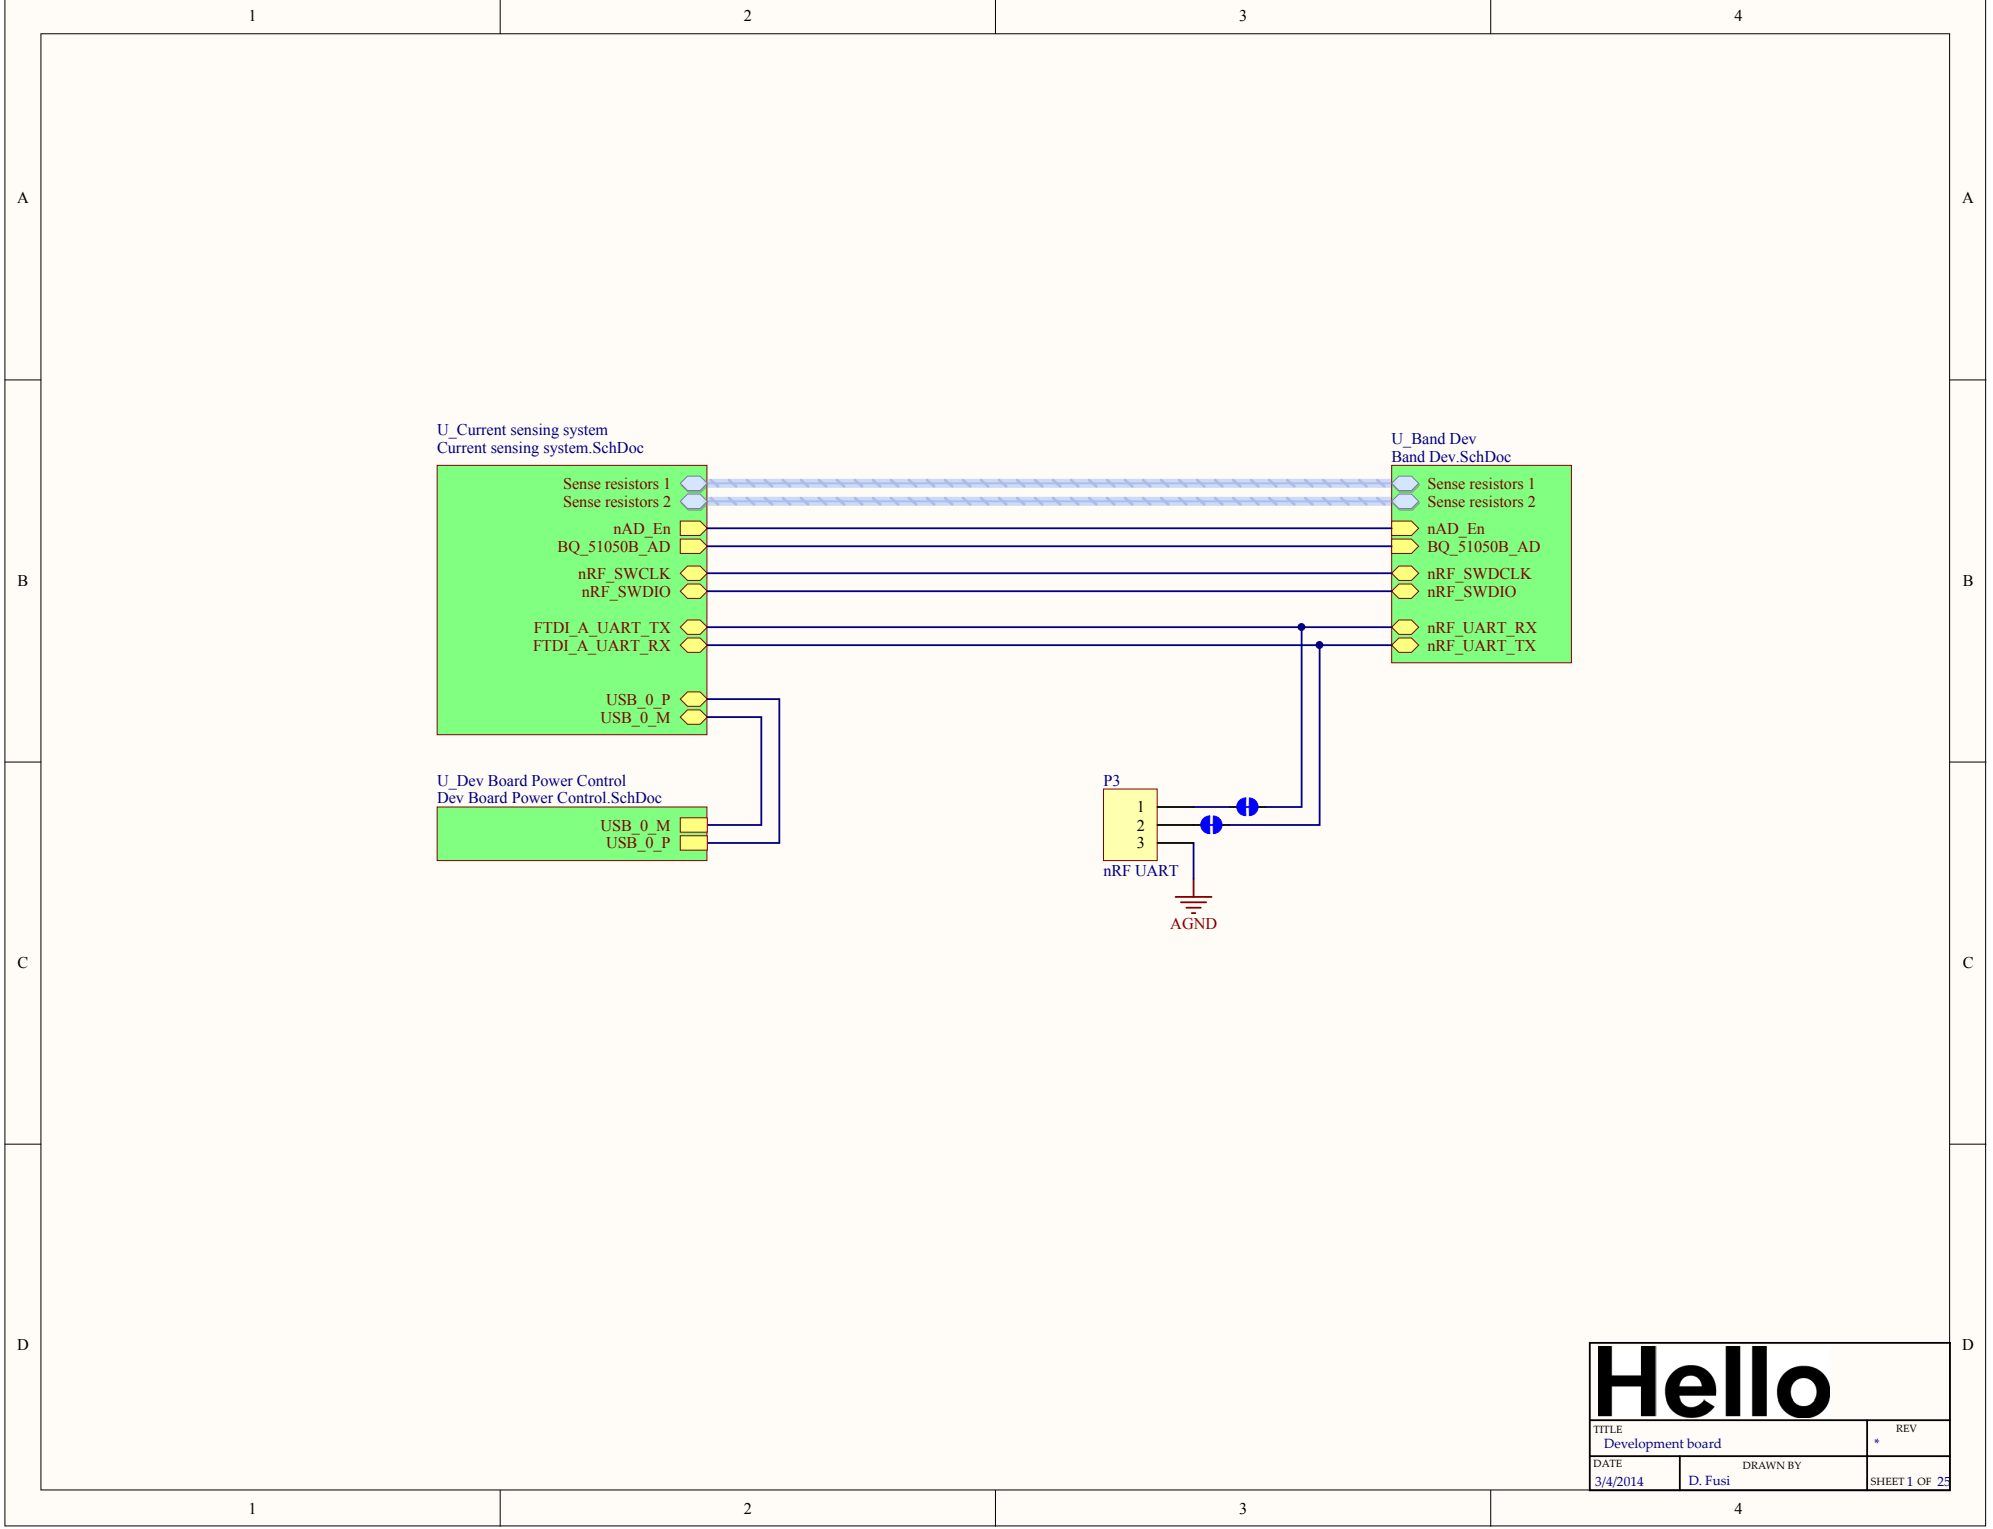 1 2 3 4
A A
U_Current sensing system
Current sensing system.SchDoc
U_Band Dev
Band Dev.SchDoc
Sense resistors 1 Sense resistors 1
Sense resistors 2 Sense resistors 2
nAD_En nAD_En
BQ_51050B_AD BQ_51050B_AD
nRF_SWCLK nRF_SWDCLK
B B
nRF_SWDIO nRF_SWDIO
FTDI_A_UART_TX nRF_UART_RX
FTDI_A_UART_RX nRF_UART_TX
USB_0_P
USB_0_M
U_Dev Board Power Control
Dev Board Power Control.SchDoc
USB_0_M
USB_0_P
P3
1
2
3
nRF UART
AGND
C C
D D
Hello
TITLE REV
Development board *
DATE DRAWN BY
3/4/2014 D. Fusi SHEET 1 OF 25
1 2 3 4